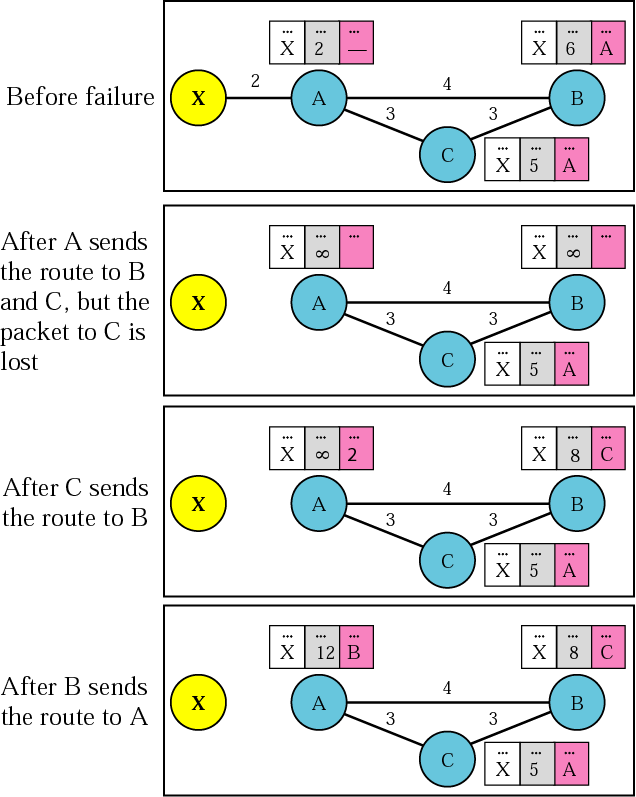 Before failure
... ... ...
X 2 —
... ... ...
X 6 A
X
2
A
4
B
3
3
C
... ... ...
X 5 A
After A sends
the route to B
and C, but the
packet to C is
lost
... ... ...
X ∞
... ... ...
X ∞
X
A
4
B
3
3
C
... ... ...
X 5 A
After C sends
the route to B
... ... ...
X ∞ 2
... ... ...
X 8 C
X
A
4
B
3
3
C
... ... ...
X 5 A
After B sends
the route to A
... ... ...
X 12 B
... ... ...
X 8 C
X
A
4
B
3
3
C
... ... ...
X 5 A